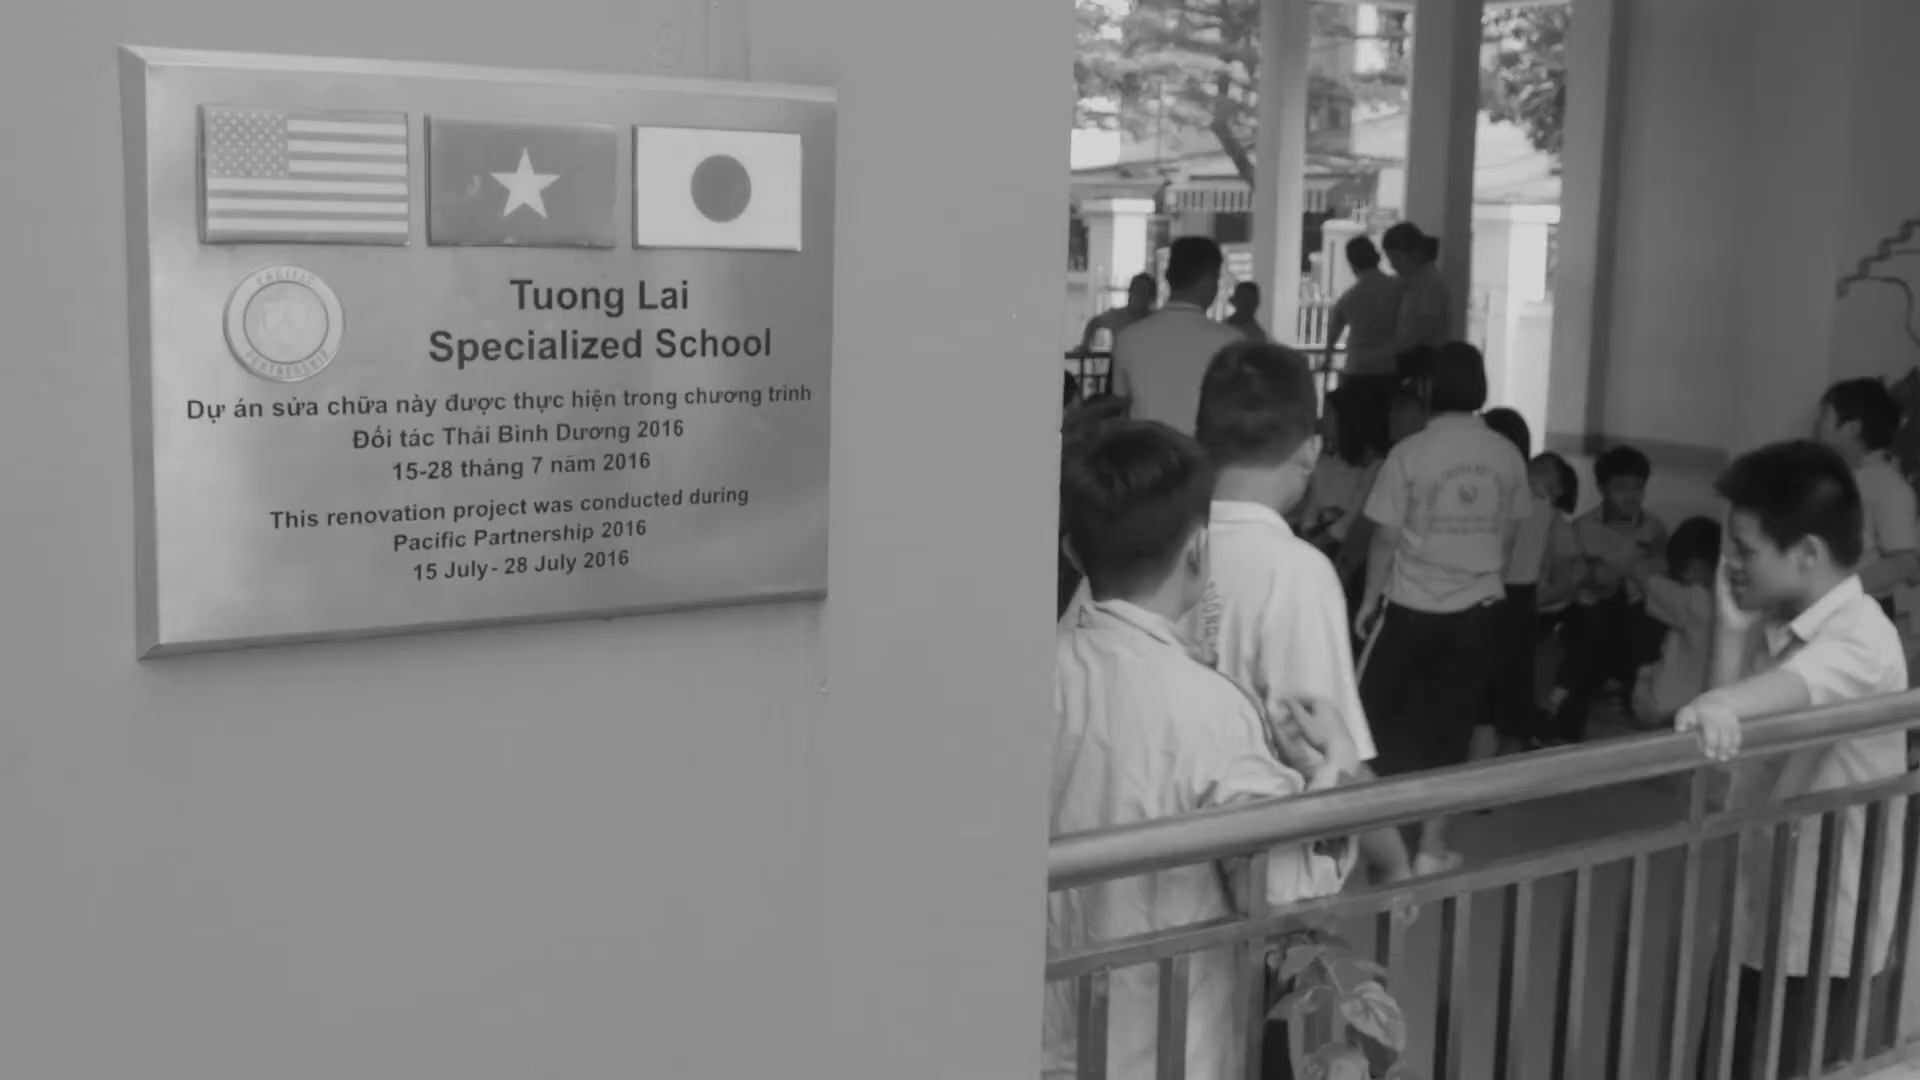 PACIFIC
PARTNERSHIP
Tuong Lai
Specialized School
Dự án sửa chữa này được thực hiện trong chương trình
Đối tác Thái Bình Dương 2016
15-28 tháng 7 năm 2016
This renovation project was conducted during
Pacific Partnership 2016
15 July- 28 July 2016